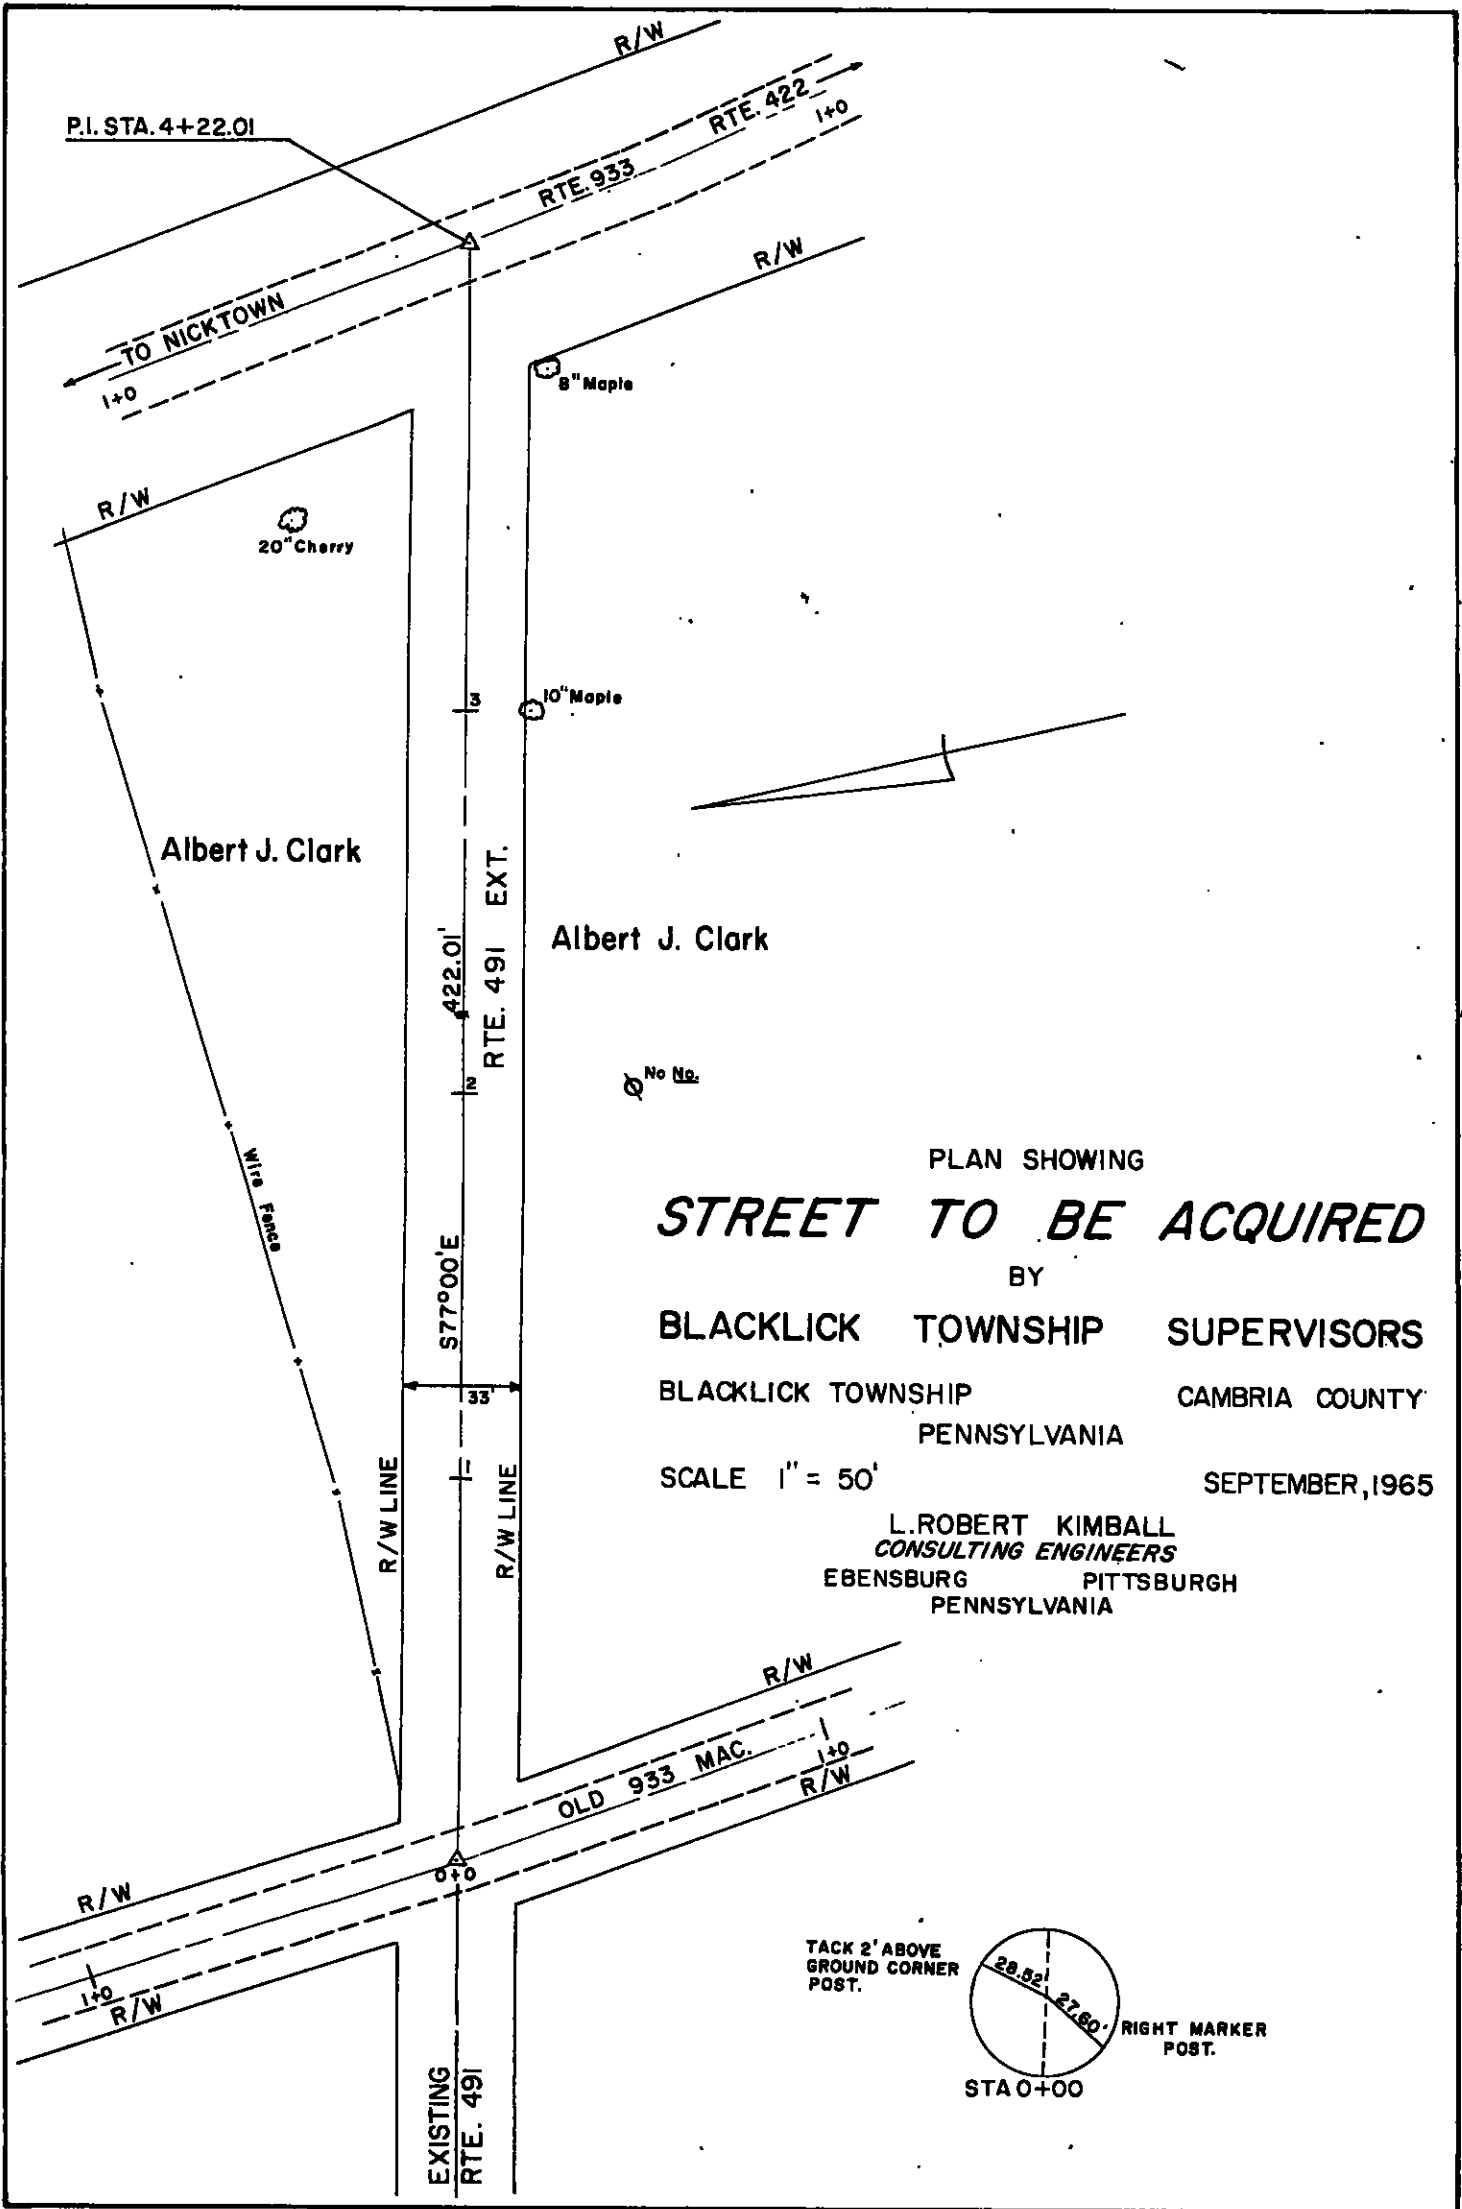 R/W
P.I. STA. 4+22.01
RTE. 422
1+0
RTE. 933
R/W
TO NICKTOWN
1+0
8" Maple
R/W
20" Cherry
3
10" Maple
Albert J. Clark
422.01'
RTE. 491 EXT.
Albert J. Clark
2
No No.
Wire Fence
S77°00'E
33'
1
R/W LINE
R/W LINE
PLAN SHOWING
STREET TO BE ACQUIRED
BY
BLACKLICK TOWNSHIP SUPERVISORS
BLACKLICK TOWNSHIP CAMBRIA COUNTY
PENNSYLVANIA
SCALE 1" = 50' SEPTEMBER, 1965
L. ROBERT KIMBALL
CONSULTING ENGINEERS
EBENSBURG PITTSBURGH
PENNSYLVANIA
R/W
OLD 933 MAC.
1+0
R/W
0+0
R/W
1+0
R/W
EXISTING
RTE. 491
TACK 2' ABOVE
GROUND CORNER
POST.
28.52'
27.60'
RIGHT MARKER
POST.
STA 0+00